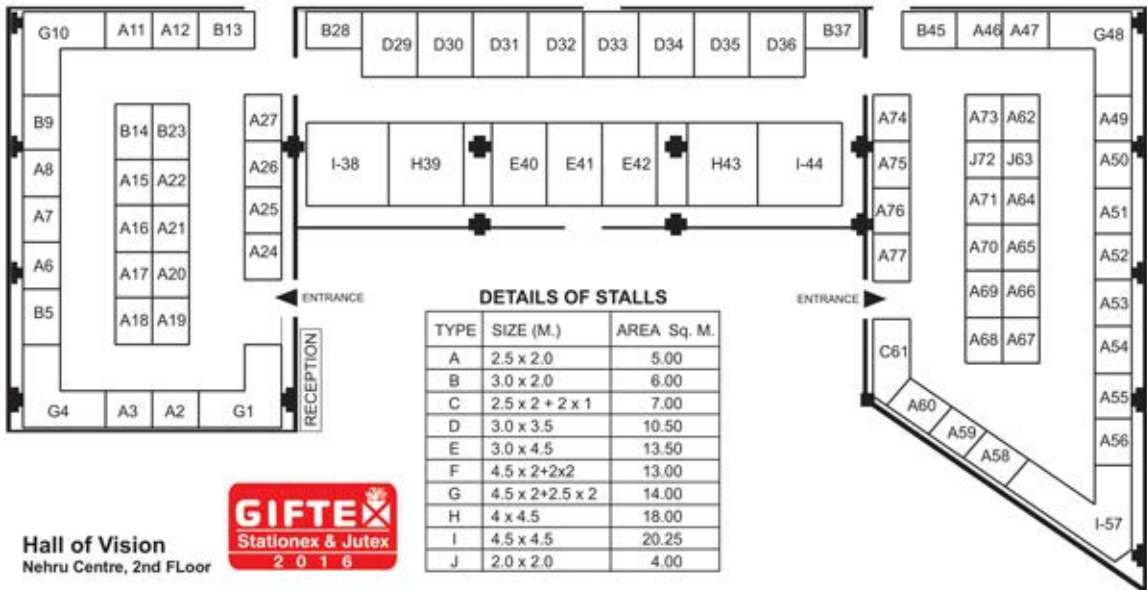 G10 A11 A12 B13 B28 D29 D30 D31 D32 D33 D34 D35 D36 B37 B45 A46 A47 G48
B9 B14 B23 A27 A74 A73 A62 A49
A8 A15 A22 A26 I-38 H39 E40 E41 E42 H43 I-44 A75 J72 J63 A50
A7 A16 A21 A25 A76 A71 A64 A51
A6 A17 A20 A24 A77 A70 A65 A52
B5 A18 A19 ENTRANCE ENTRANCE A69 A66 A53
C61 A68 A67 A54
G4 A3 A2 G1 RECEPTION A60 A55
A59 A56
A58
I-57
DETAILS OF STALLS
TYPE SIZE (M.) AREA Sq. M.
A 2.5 x 2.0 5.00
B 3.0 x 2.0 6.00
C 2.5 x 2 + 2 x 1 7.00
D 3.0 x 3.5 10.50
E 3.0 x 4.5 13.50
F 4.5 x 2+2x2 13.00
G 4.5 x 2+2.5 x 2 14.00
H 4 x 4.5 18.00
I 4.5 x 4.5 20.25
J 2.0 x 2.0 4.00
GIFTEX
Stationex & Jutex
2 0 1 6
Hall of Vision
Nehru Centre, 2nd FLoor